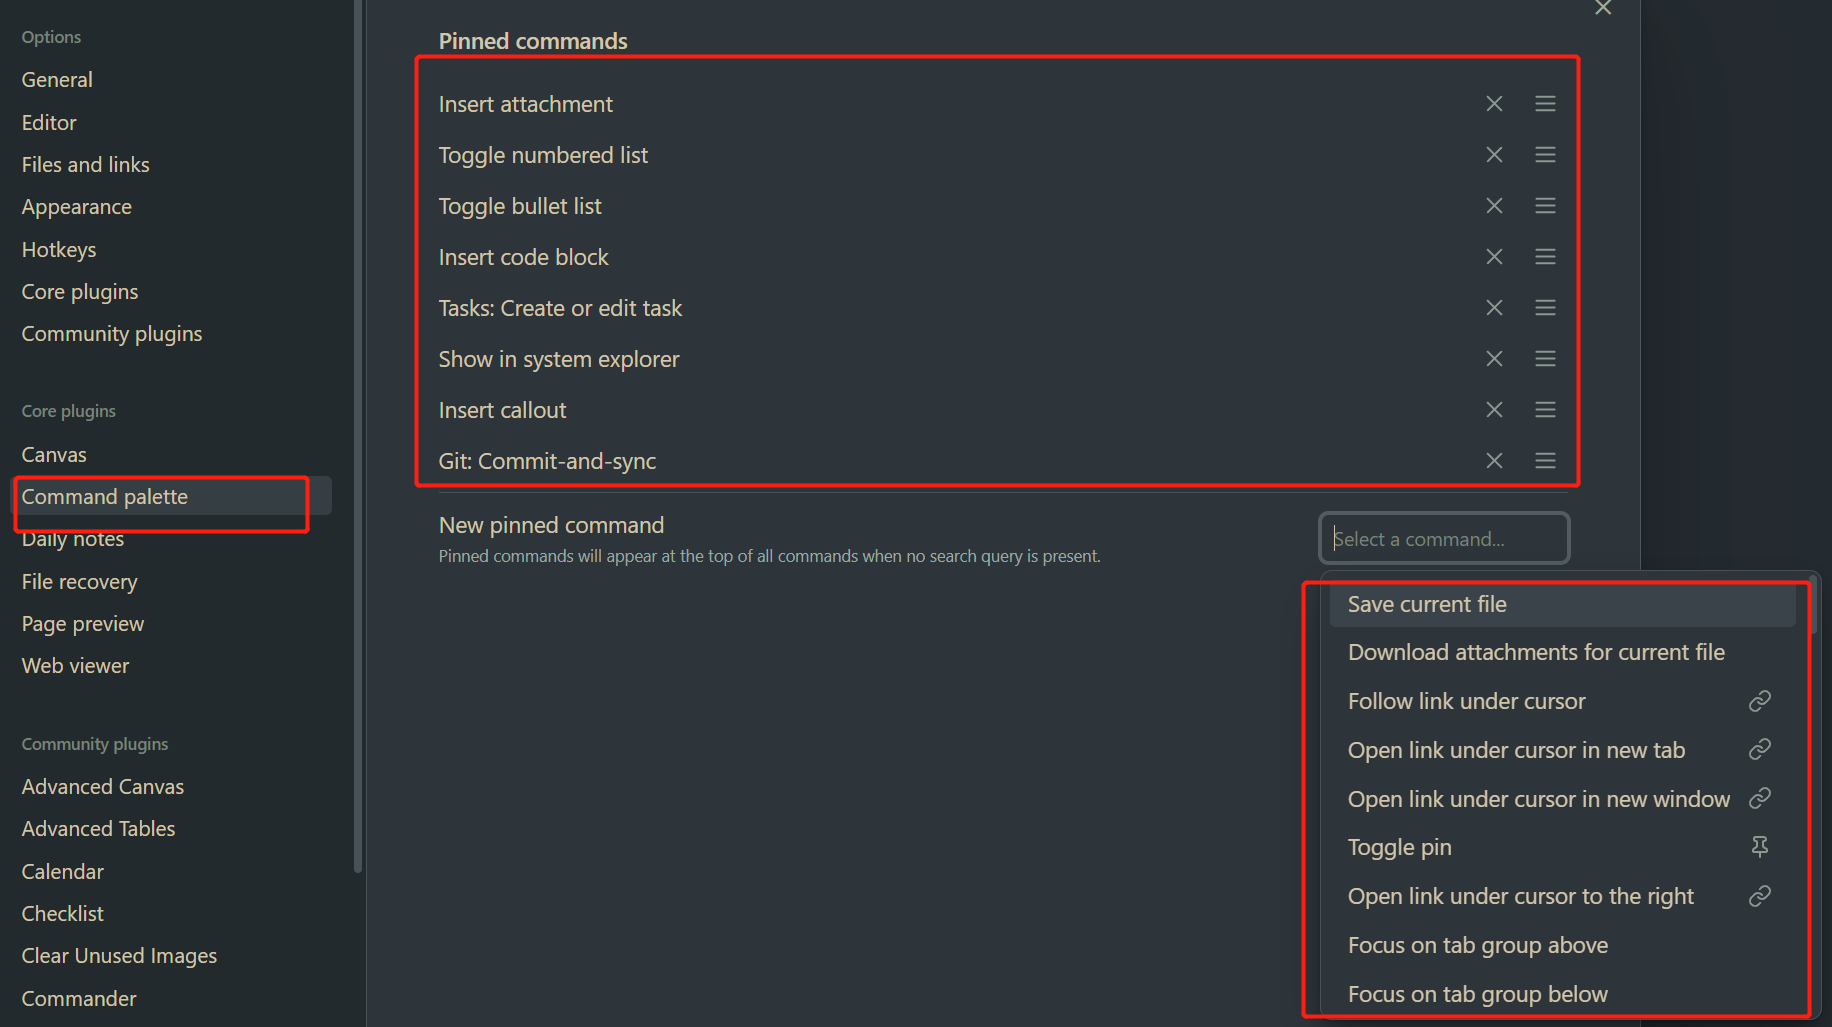 Options
General
Editor
Files and links
Appearance
Hotkeys
Core plugins
Community plugins
Core plugins
Canvas
Command palette
Daily notes
File recovery
Page preview
Web viewer
Community plugins
Advanced Canvas
Advanced Tables
Calendar
Checklist
Clear Unused Images
Commander
Pinned commands
Insert attachment
Toggle numbered list
Toggle bullet list
Insert code block
Tasks: Create or edit task
Show in system explorer
Insert callout
Git: Commit-and-sync
New pinned command
Pinned commands will appear at the top of all commands when no search query is present.
Select a command...
Save current file
Download attachments for current file
Follow link under cursor
Open link under cursor in new tab
Open link under cursor in new window
Toggle pin
Open link under cursor to the right
Focus on tab group above
Focus on tab group below